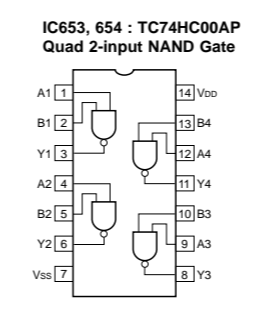 IC653, 654 : TC74HC00AP
Quad 2-input NAND Gate
A1 1 14 VDD
B1 2 13 B4
Y1 3 12 A4
A2 4 11 Y4
B2 5 10 B3
Y2 6 9 A3
Vss 7 8 Y3